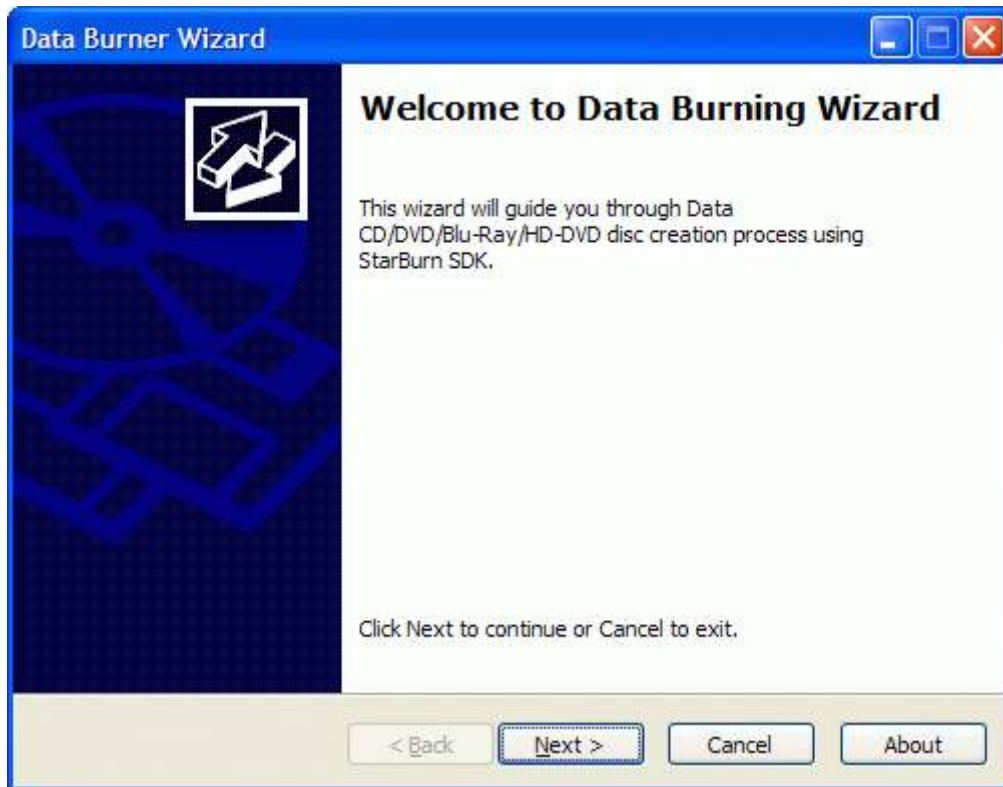 Data Burner Wizard
Welcome to Data Burning Wizard
This wizard will guide you through Data
CD/DVD/Blu-Ray/HD-DVD disc creation process using
StarBurn SDK.
Click Next to continue or Cancel to exit.
< Back Next > Cancel About